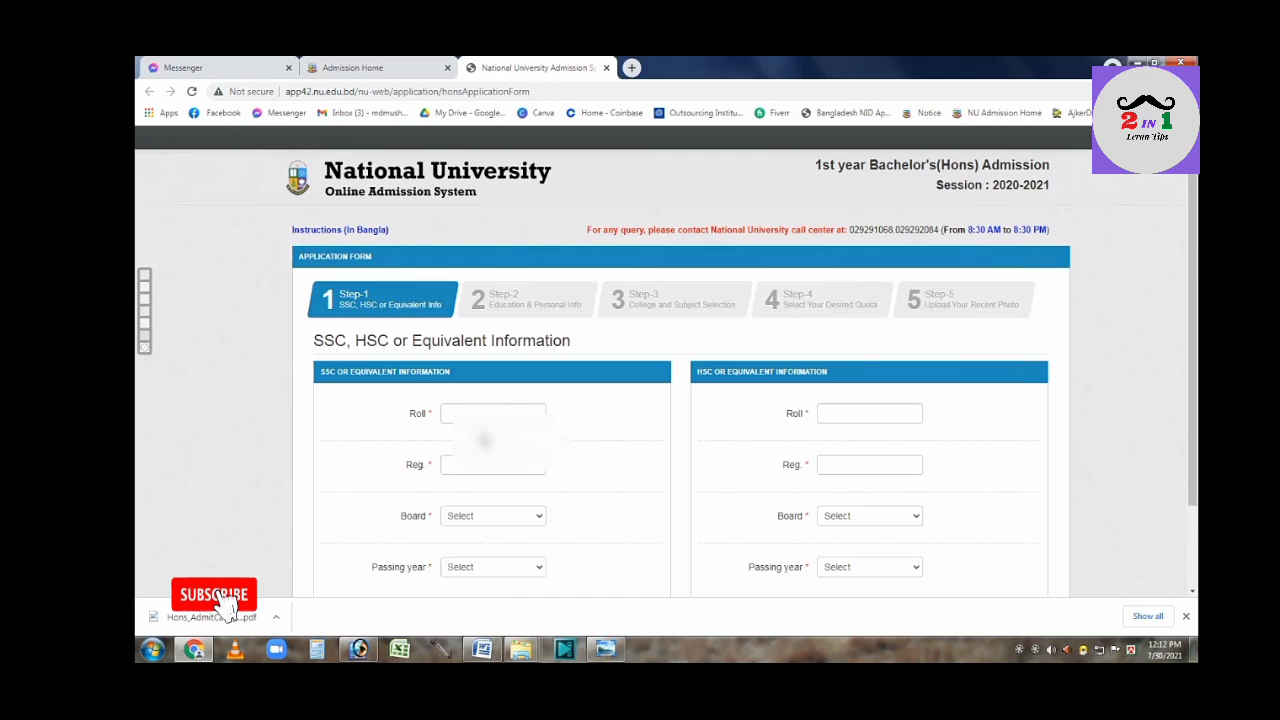 Messenger
Admission Home
National University Admission S
Not secure
app42.nu.edu.bd/nu-web/application/honsApplicationForm
Apps
Facebook
Messenger
Inbox (3) - mdmush...
My Drive - Google...
Canva
Home - Coinbase
Outsourcing Institu...
Fiverr
Bangladesh NID Ap...
Notice
NU Admission Home
AjkerD
2 IN 1
Lerun Tips
National University
Online Admission System
1st year Bachelor's(Hons) Admission
Session : 2020-2021
Instructions (In Bangla)
For any query, please contact National University call center at: 029291068,029292084 (From 8:30 AM to 8:30 PM)
APPLICATION FORM
1 Step-1
SSC, HSC or Equivalent Info
2 Step-2
Education & Personal Info
3 Step-3
College and Subject Selection
4 Step-4
Select Your Desired Quota
5 Step-5
Upload Your Recent Photo
SSC, HSC or Equivalent Information
SSC OR EQUIVALENT INFORMATION
HSC OR EQUIVALENT INFORMATION
Roll *
Roll *
Reg. *
Reg. *
Board * Select
Board * Select
Passing year * Select
Passing year * Select
SUBSCRIBE
Hons_AdmitC...pdf
Show all
12:12 PM
7/30/2021